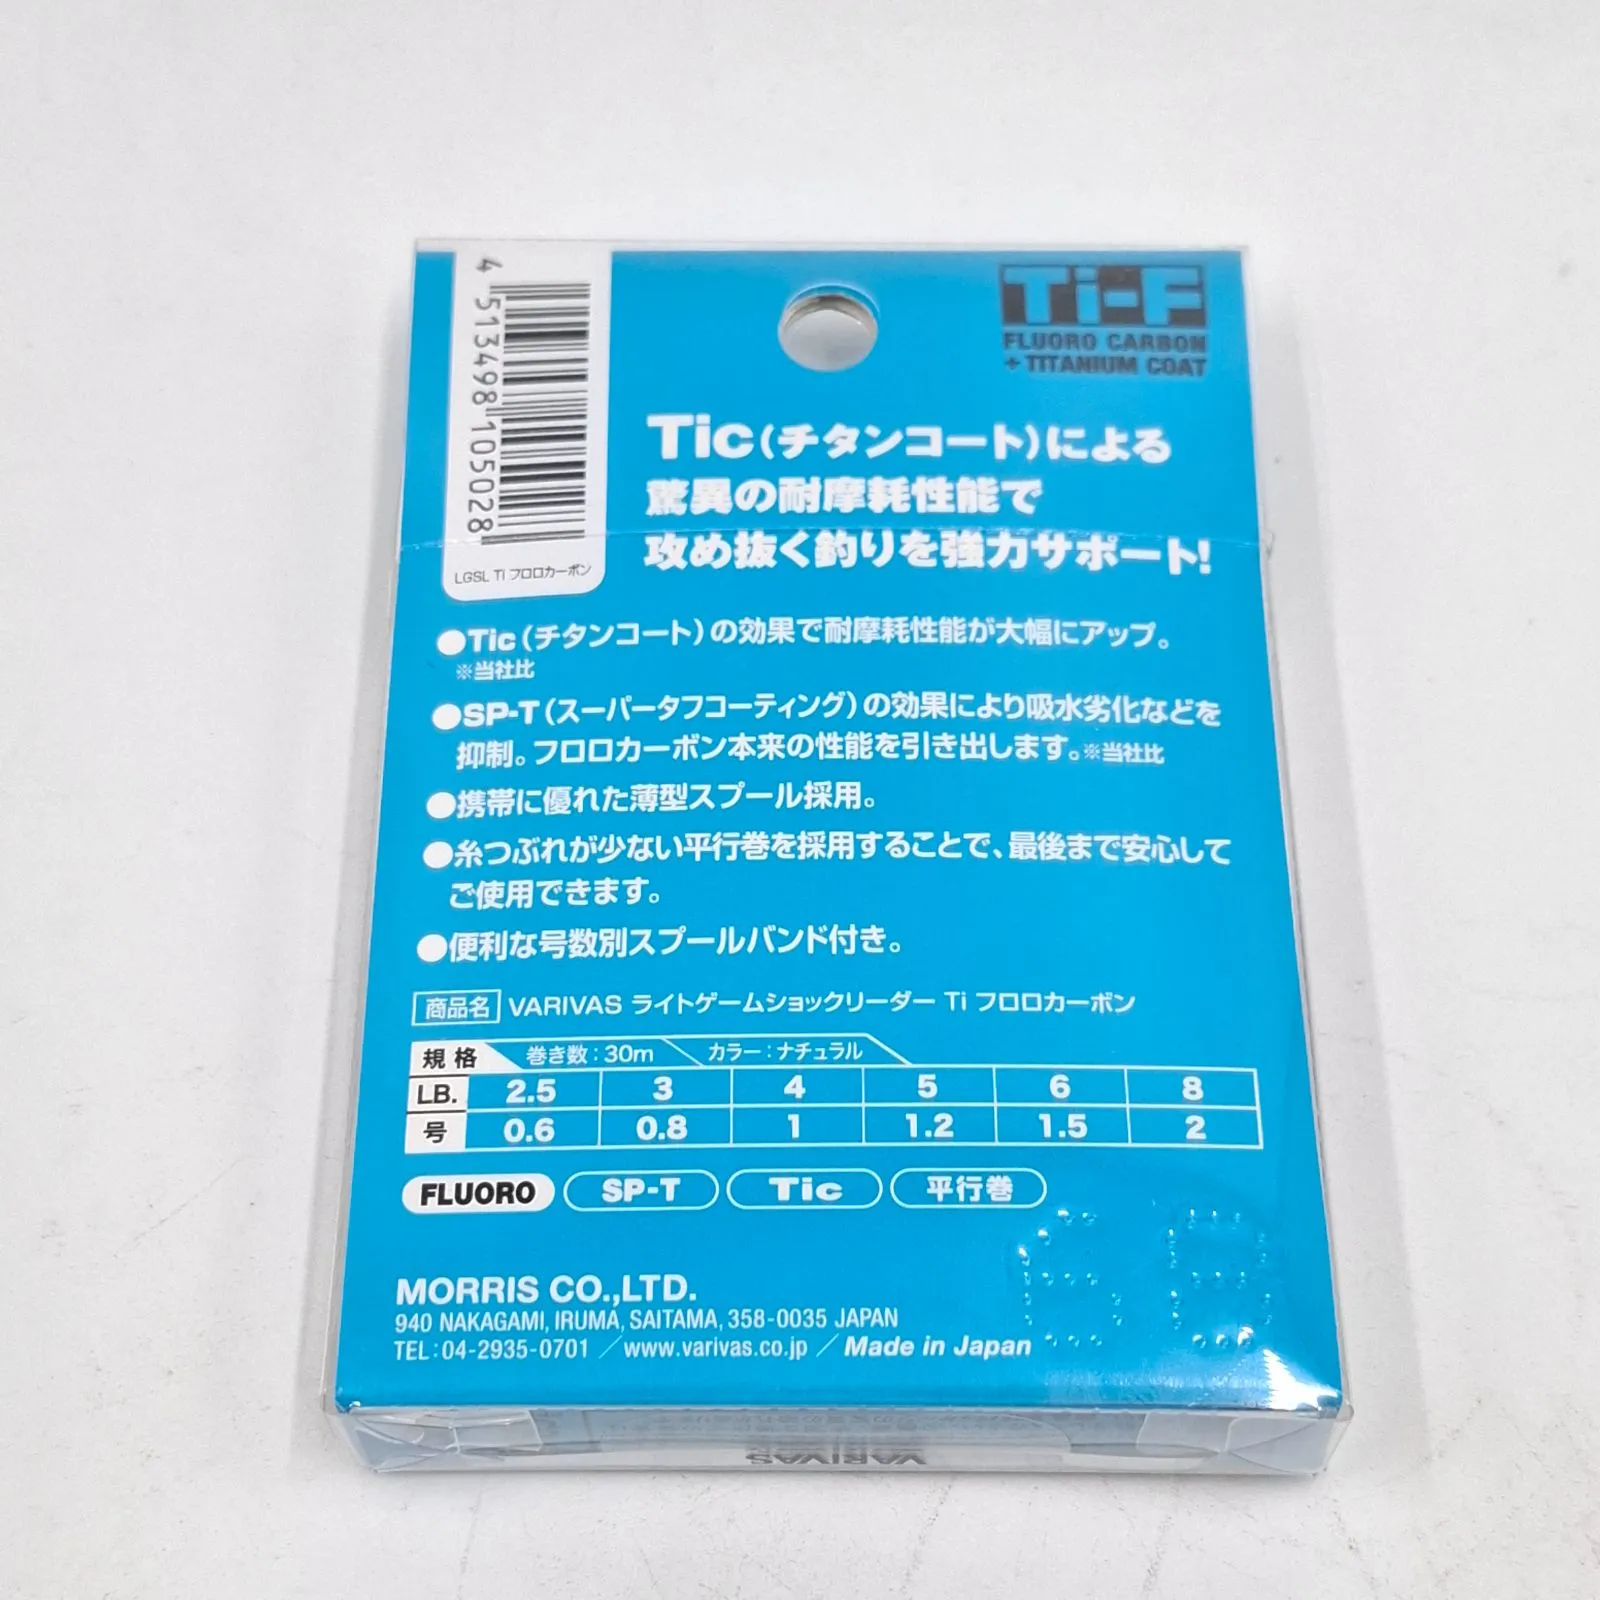 4 513498 105028
LGSL Ti フロロカーボン
Ti-F
FLUORO CARBON
+ TITANIUM COAT
Tic(チタンコート)による
驚異の耐摩耗性能で
攻め抜く釣りを強力サポート!
●Tic(チタンコート)の効果で耐摩耗性能が大幅にアップ。
※当社比
●SP-T(スーパータフコーティング)の効果により吸水劣化などを
抑制。フロロカーボン本来の性能を引き出します。※当社比
●携帯に優れた薄型スプール採用。
●糸つぶれが少ない平行巻を採用することで、最後まで安心して
ご使用できます。
●便利な号数別スプールバンド付き。
商品名 VARIVAS ライトゲームショックリーダー Ti フロロカーボン
規格 巻き数:30m カラー:ナチュラル
LB. 2.5 3 4 5 6 8
号 0.6 0.8 1 1.2 1.5 2
FLUORO SP-T Tic 平行巻
MORRIS CO.,LTD.
940 NAKAGAMI, IRUMA, SAITAMA, 358-0035 JAPAN
TEL:04-2935-0701 / www.varivas.co.jp / Made in Japan
VARIVAS